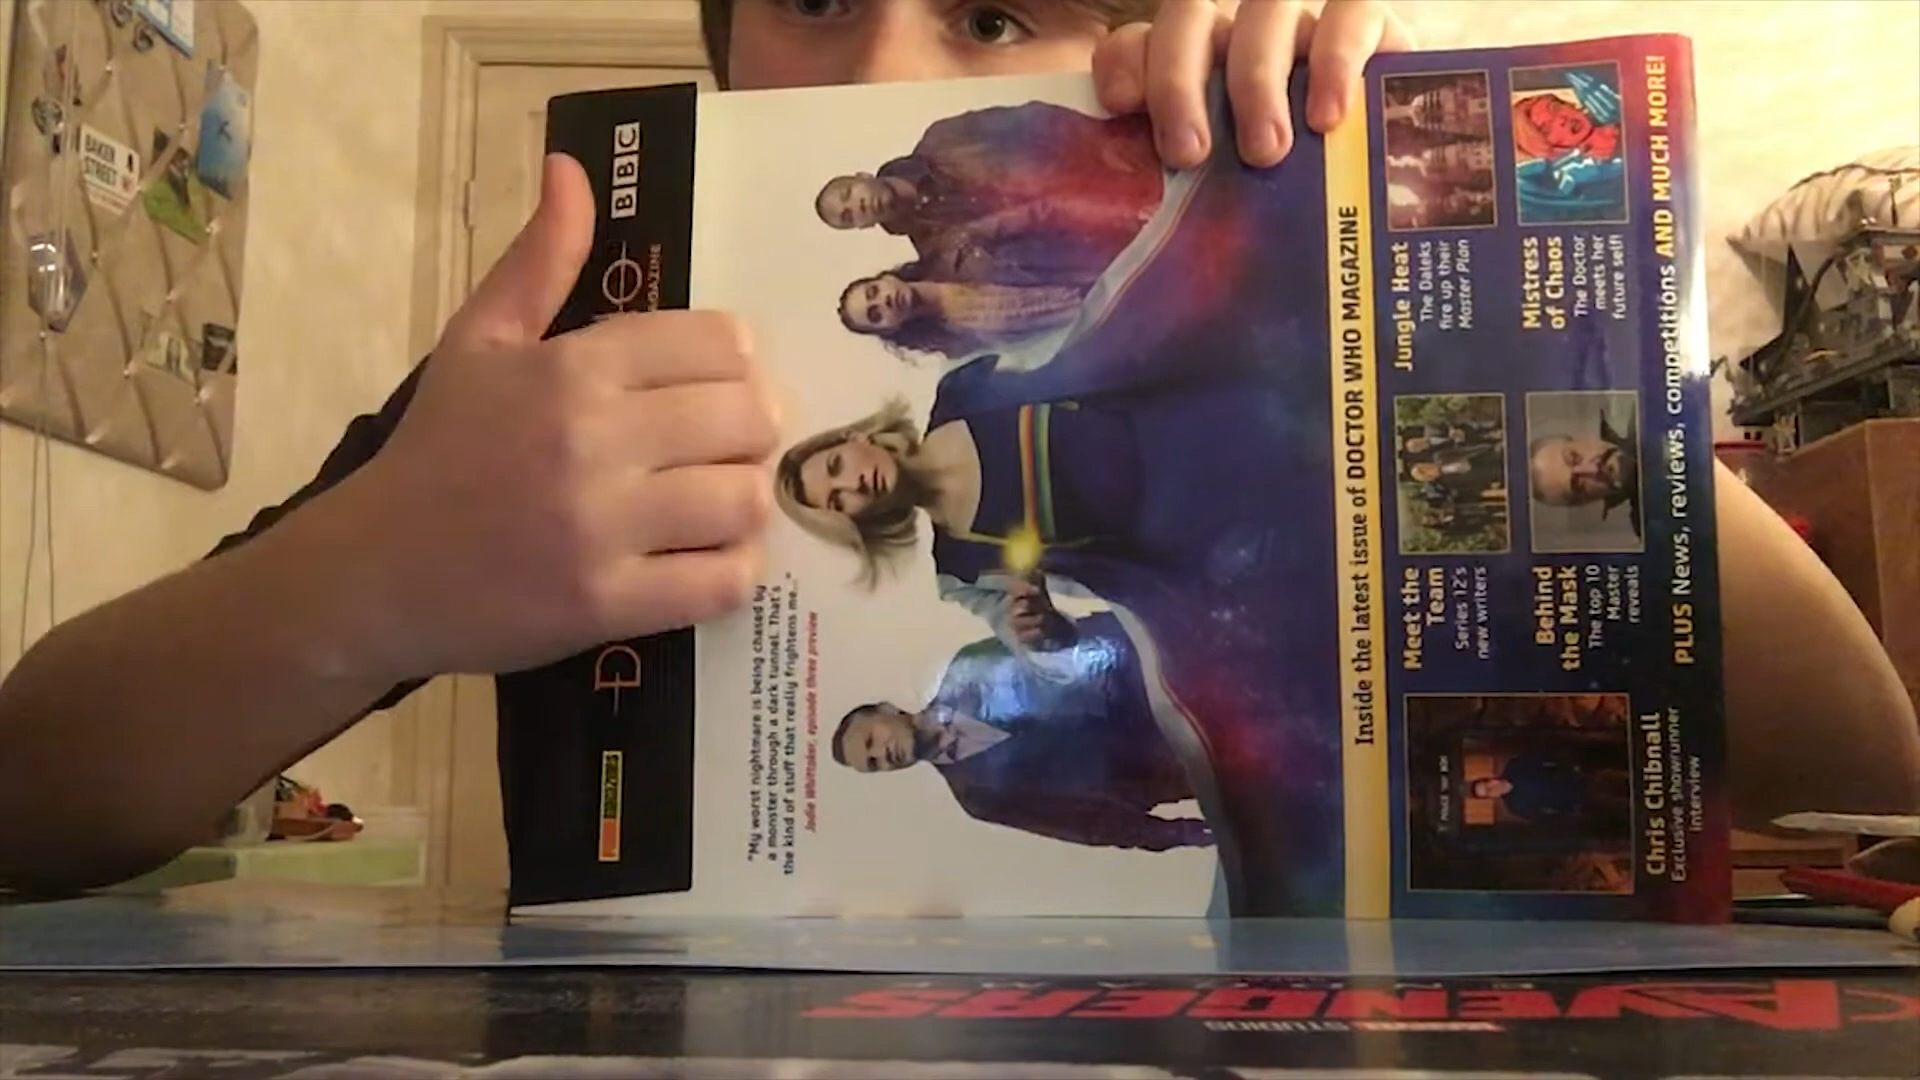 BBC
"My worst nightmare is being chased by
a monster through a dark tunnel. That's
the kind of stuff that really frightens me..."
Jodie Whittaker, episode three preview
Inside the latest issue of DOCTOR WHO MAGAZINE
Chris Chibnall
Exclusive showrunner
interview
Meet the
Team
Series 12's
new writers
Jungle Heat
The Daleks
fire up their
Master Plan
Behind
the Mask
The top 10
Master
reveals
Mistress
of Chaos
The Doctor
meets her
future self!
PLUS News, reviews, competitions AND MUCH MORE!
BAKER
STREET
STUDIOS
AVENGERS